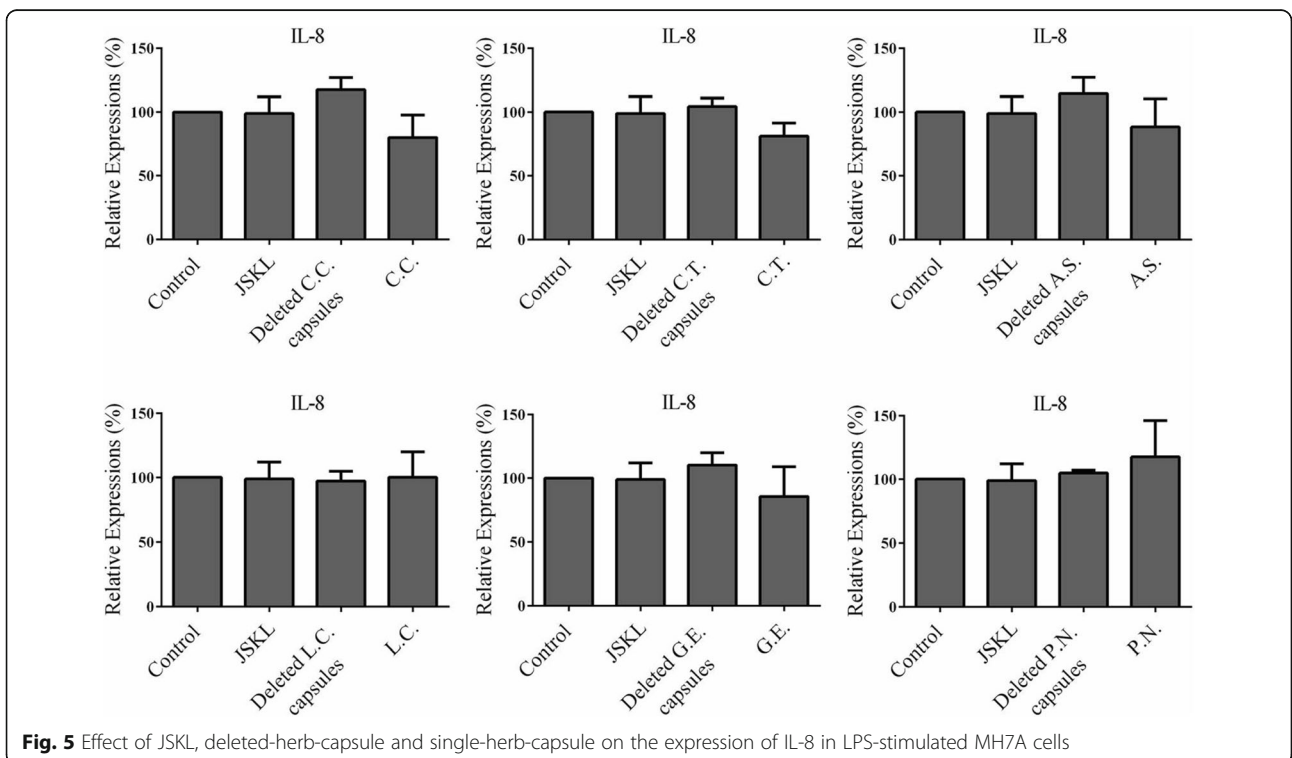 IL-8
Relative Expressions (%)
150
100
50
0
Control
JSKL
Deleted C.C.
capsules
C.C.
IL-8
Relative Expressions (%)
150
100
50
0
Control
JSKL
Deleted C.T.
capsules
C.T.
IL-8
Relative Expressions (%)
150
100
50
0
Control
JSKL
Deleted A.S.
capsules
A.S.
IL-8
Relative Expressions (%)
150
100
50
0
Control
JSKL
Deleted L.C.
capsules
L.C.
IL-8
Relative Expressions (%)
150
100
50
0
Control
JSKL
Deleted G.E.
capsules
G.E.
IL-8
Relative Expressions (%)
150
100
50
0
Control
JSKL
Deleted P.N.
capsules
P.N.
Fig. 5 Effect of JSKL, deleted-herb-capsule and single-herb-capsule on the expression of IL-8 in LPS-stimulated MH7A cells